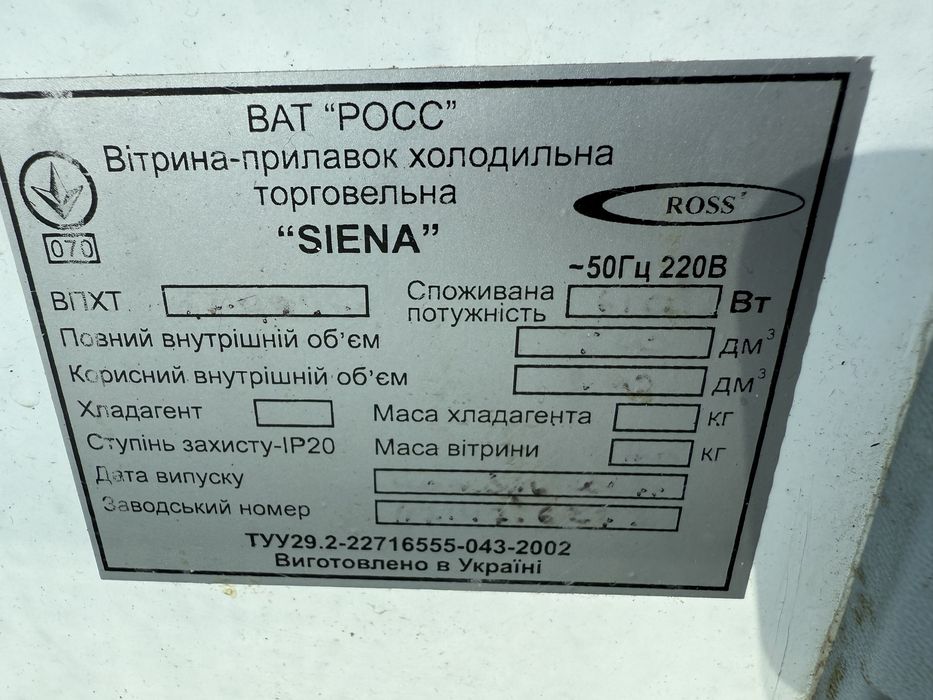 ВАТ “РОСС”
Вітрина-прилавок холодильна
торговельна
“SIENA”
ROSS
070
~50Гц 220В
ВПХТ
Споживана потужність Вт
Повний внутрішній об’єм дм³
Корисний внутрішній об’єм дм³
Хладагент Маса хладагента кг
Ступінь захисту-IP20 Маса вітрини кг
Дата випуску
Заводський номер
ТУУ29.2-22716555-043-2002
Виготовлено в Україні